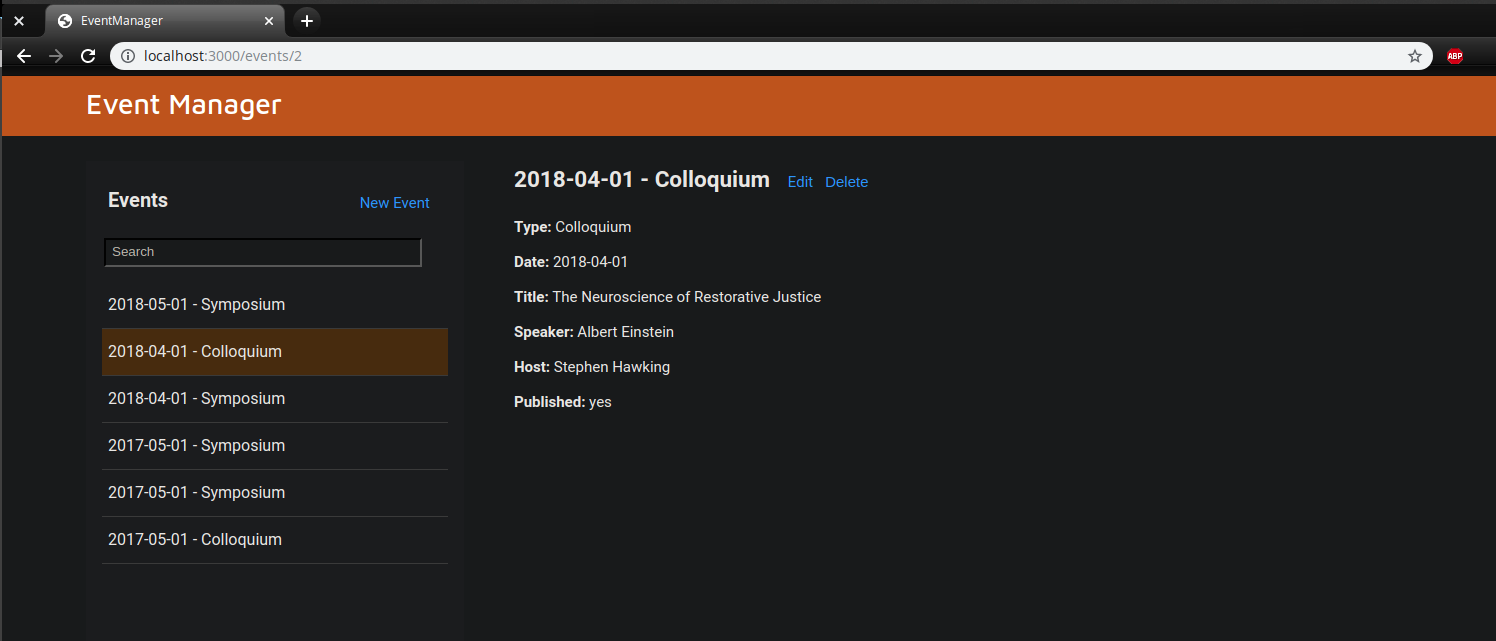 EventManager
localhost:3000/events/2
ABP
Event Manager
Events
New Event
Search
2018-05-01 - Symposium
2018-04-01 - Colloquium
2018-04-01 - Symposium
2017-05-01 - Symposium
2017-05-01 - Symposium
2017-05-01 - Colloquium
2018-04-01 - Colloquium Edit Delete
Type: Colloquium
Date: 2018-04-01
Title: The Neuroscience of Restorative Justice
Speaker: Albert Einstein
Host: Stephen Hawking
Published: yes